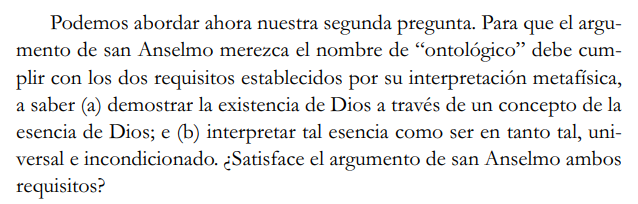 Podemos abordar ahora nuestra segunda pregunta. Para que el argu-
mento de san Anselmo merezca el nombre de “ontológico” debe cum-
plir con los dos requisitos establecidos por su interpretación metafísica,
a saber (a) demostrar la existencia de Dios a través de un concepto de la
esencia de Dios; e (b) interpretar tal esencia como ser en tanto tal, uni-
versal e incondicionado. ¿Satisface el argumento de san Anselmo ambos
requisitos?